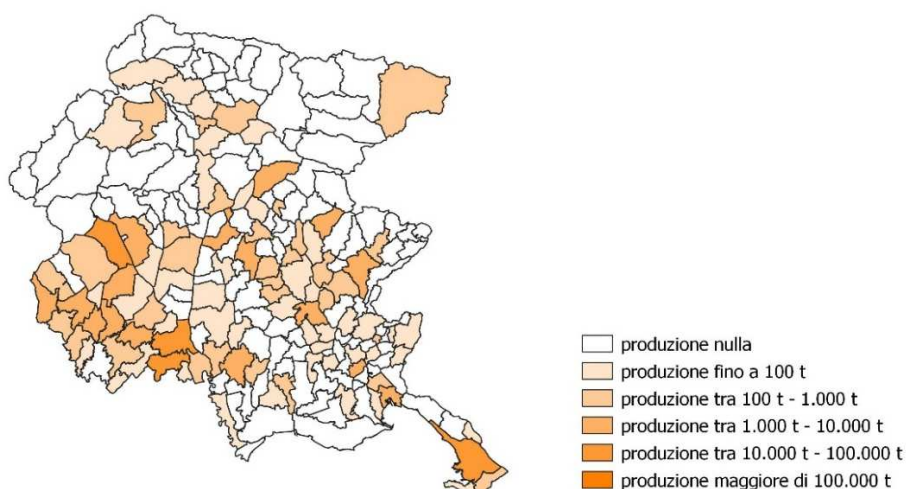 produzione nulla
produzione fino a 100 t
produzione tra 100 t - 1.000 t
produzione tra 1.000 t - 10.000 t
produzione tra 10.000 t - 100.000 t
produzione maggiore di 100.000 t